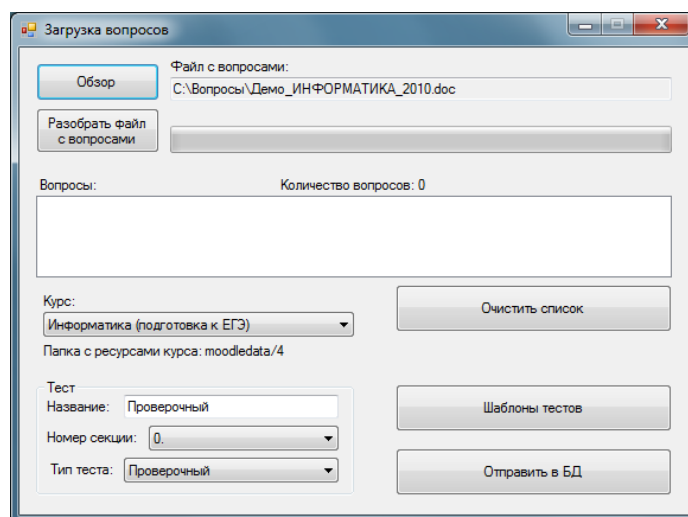 Загрузка вопросов
Обзор
Файл с вопросами:
C:\Вопросы\Демо_ИНФОРМАТИКА_2010.doc
Разобрать файл
с вопросами
Вопросы:
Количество вопросов: 0
Курс:
Информатика (подготовка к ЕГЭ)
Очистить список
Папка с ресурсами курса: moodledata/4
Тест
Название:
Проверочный
Шаблоны тестов
Номер секции:
0.
Тип теста:
Проверочный
Отправить в БД